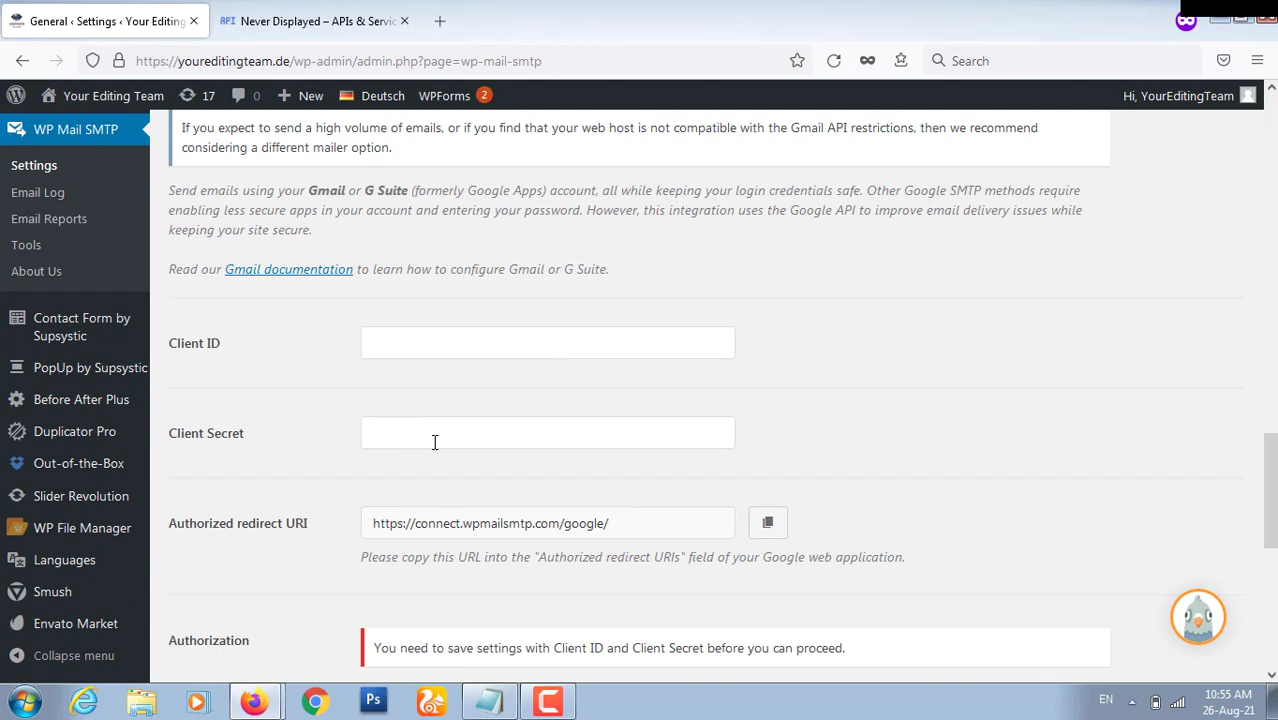 General ‹ Settings ‹ Your Editing
API Never Displayed – APIs & Servic
https://youreditingteam.de/wp-admin/admin.php?page=wp-mail-smtp
Search
Your Editing Team
17
0
New
Deutsch
WPForms 2
Hi, YourEditingTeam
WP Mail SMTP
Settings
Email Log
Email Reports
Tools
About Us
Contact Form by
Supsystic
PopUp by Supsystic
Before After Plus
Duplicator Pro
Out-of-the-Box
Slider Revolution
WP File Manager
Languages
Smush
Envato Market
Collapse menu
If you expect to send a high volume of emails, or if you find that your web host is not compatible with the Gmail API restrictions, then we recommend
considering a different mailer option.
Send emails using your Gmail or G Suite (formerly Google Apps) account, all while keeping your login credentials safe. Other Google SMTP methods require
enabling less secure apps in your account and entering your password. However, this integration uses the Google API to improve email delivery issues while
keeping your site secure.
Read our Gmail documentation to learn how to configure Gmail or G Suite.
Client ID
Client Secret
Authorized redirect URI
https://connect.wpmailsmtp.com/google/
Please copy this URL into the "Authorized redirect URIs" field of your Google web application.
Authorization
You need to save settings with Client ID and Client Secret before you can proceed.
Ps
EN
10:55 AM
26-Aug-21